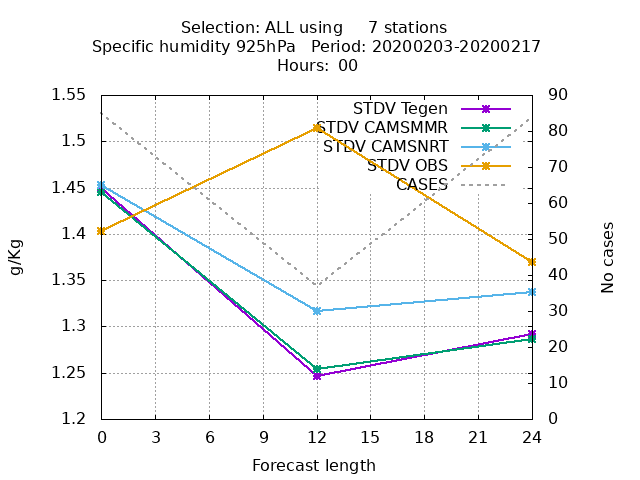 Selection: ALL using 7 stations
Specific humidity 925hPa Period: 20200203-20200217
Hours: 00
1.55
1.5
1.45
1.4
1.35
1.3
1.25
1.2
g/Kg
STDV Tegen
STDV CAMSMMR
STDV CAMSNRT
STDV OBS
CASES
90
80
70
60
50
40
30
20
10
0
No cases
0 3 6 9 12 15 18 21 24
Forecast length